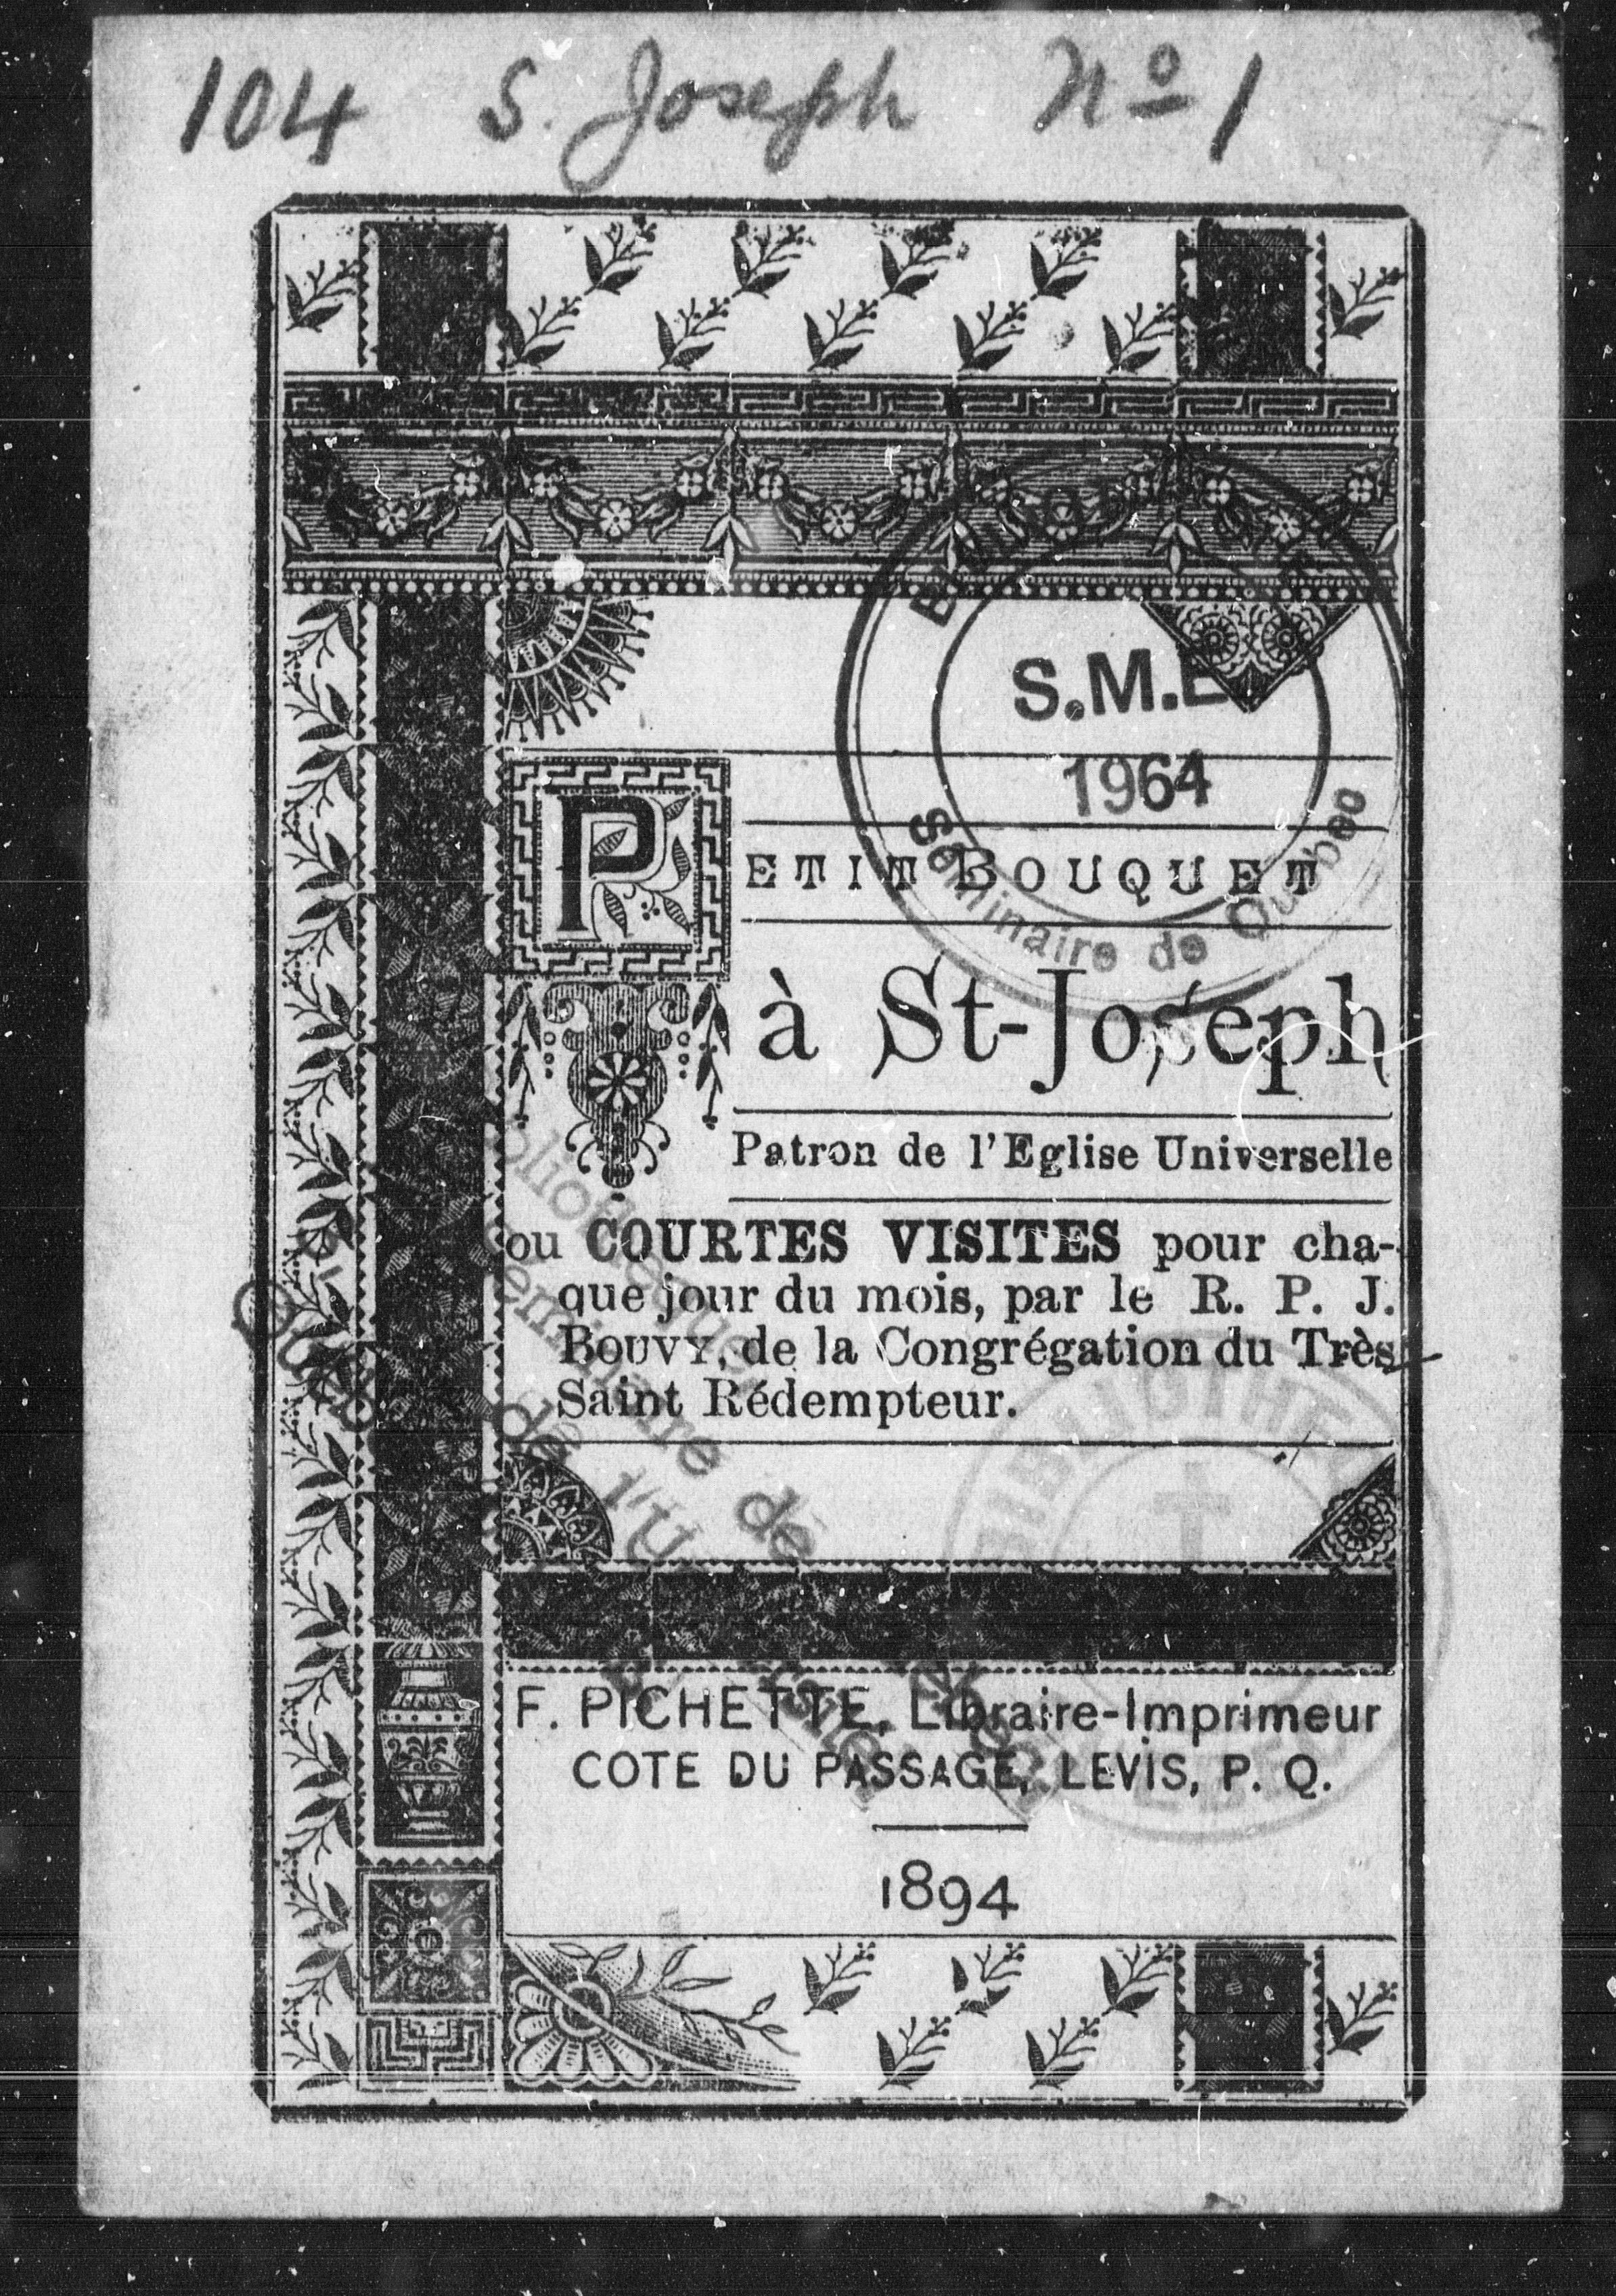 104 S. Joseph Nº 1
S.M.E
1964
Séminaire de Québec
PETIT BOUQUET
à St-Joseph
Patron de l'Eglise Universelle
ou COURTES VISITES pour cha-
que jour du mois, par le R. P. J.
BOUVY, de la Congrégation du Très
Saint Rédempteur.
BIBLIOTHE
F. PICHETTE, Libraire-Imprimeur
COTE DU PASSAGE, LEVIS, P. Q.
1894